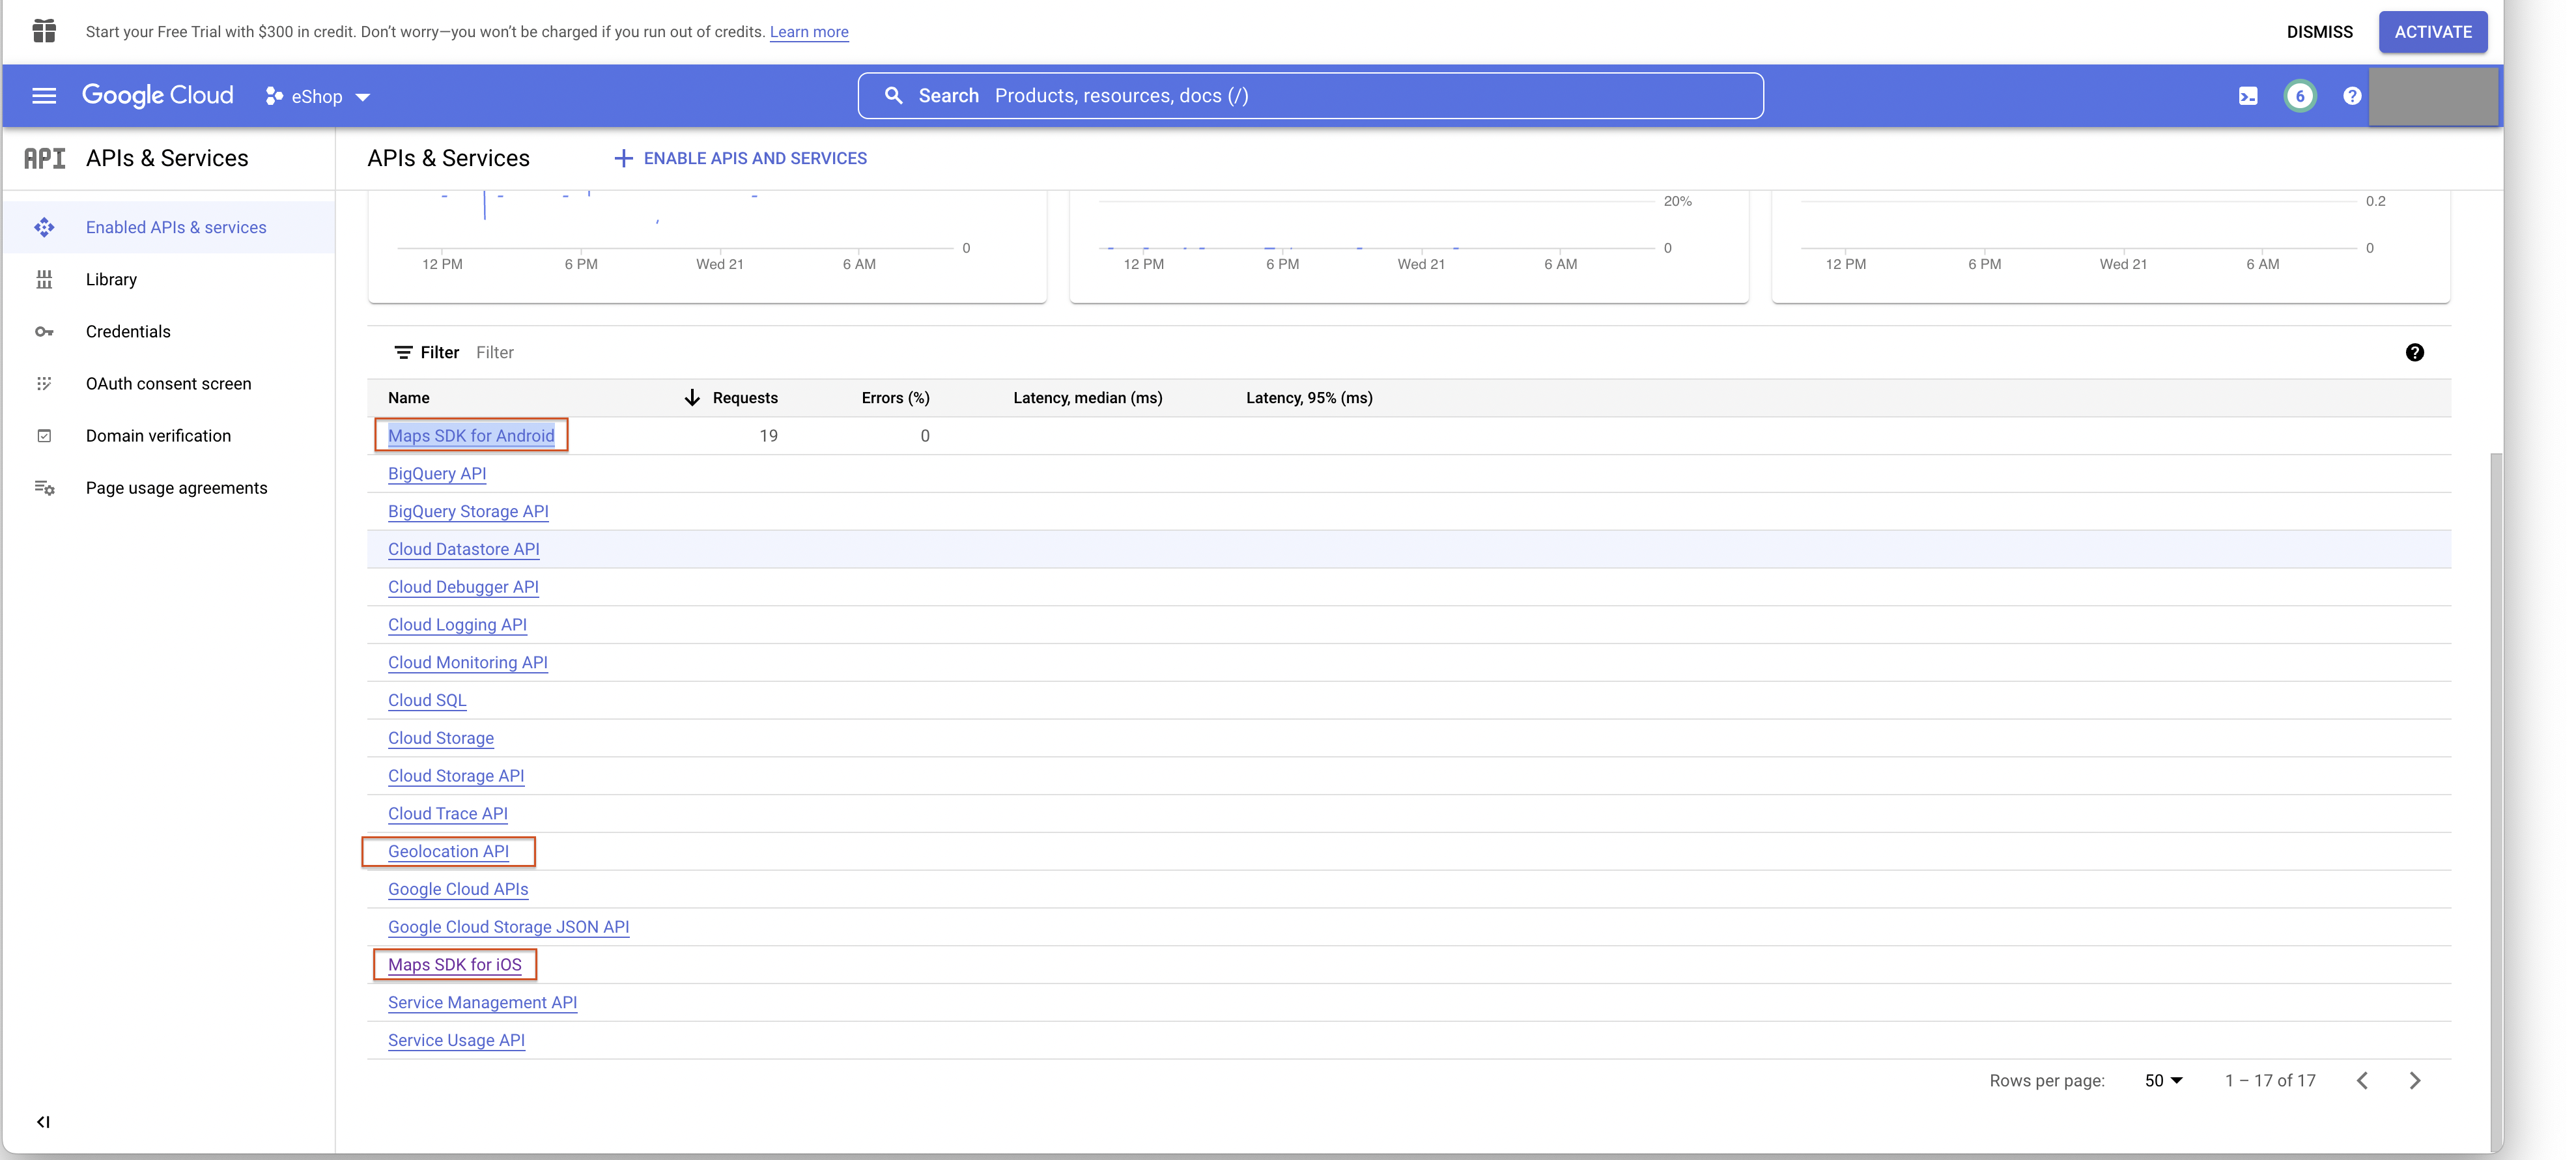 Start your Free Trial with $300 in credit. Don't worry—you won't be charged if you run out of credits. Learn more
DISMISS
ACTIVATE
Google Cloud
eShop
Search Products, resources, docs (/)
6
API APIs & Services
APIs & Services
ENABLE APIS AND SERVICES
Enabled APIs & services
Library
Credentials
OAuth consent screen
Domain verification
Page usage agreements
0
12 PM 6 PM Wed 21 6 AM
20%
0
12 PM 6 PM Wed 21 6 AM
0.2
0
12 PM 6 PM Wed 21 6 AM
Filter Filter
Name Requests Errors (%) Latency, median (ms) Latency, 95% (ms)
Maps SDK for Android 19 0
BigQuery API
BigQuery Storage API
Cloud Datastore API
Cloud Debugger API
Cloud Logging API
Cloud Monitoring API
Cloud SQL
Cloud Storage
Cloud Storage API
Cloud Trace API
Geolocation API
Google Cloud APIs
Google Cloud Storage JSON API
Maps SDK for iOS
Service Management API
Service Usage API
Rows per page: 50 1 – 17 of 17